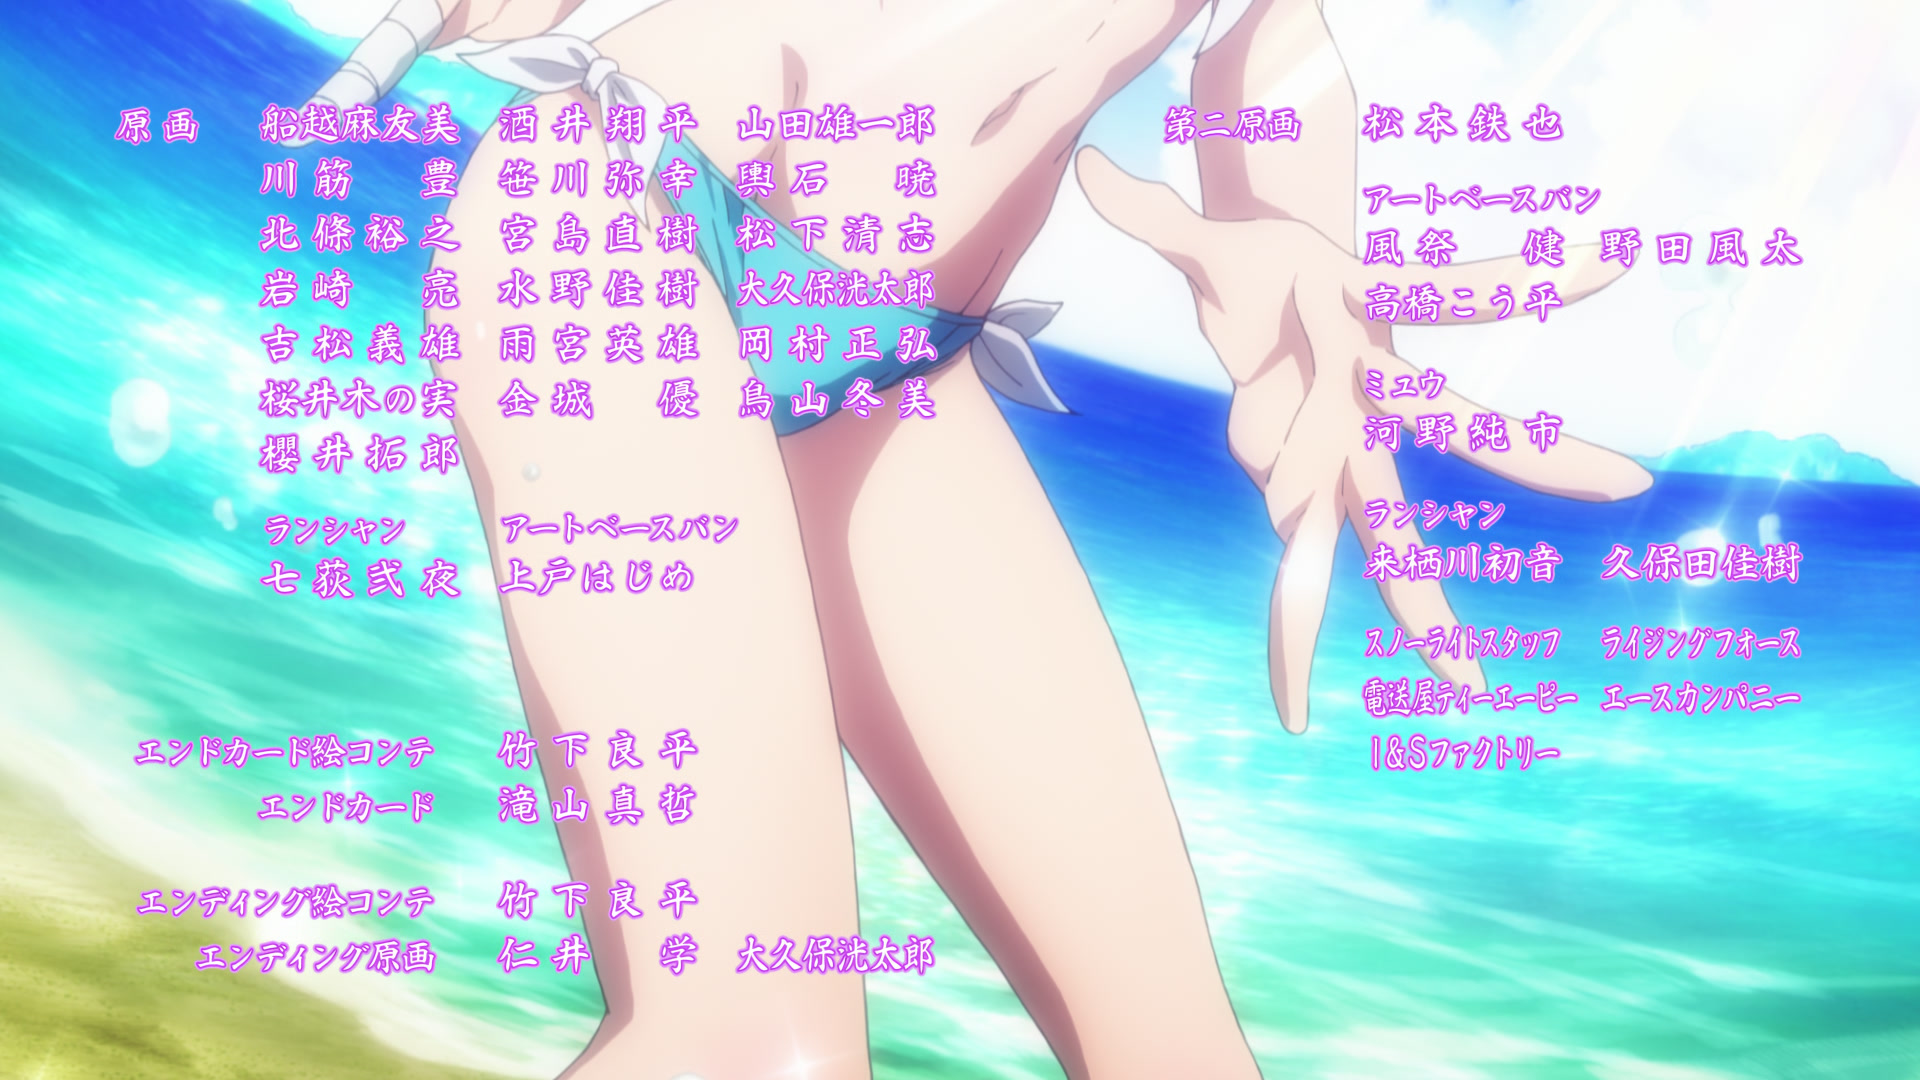 原画 船越麻友美 酒井翔平 山田雄一郎
川筋 豊 笹川弥幸 輿石 暁
北條裕之 宮島直樹 松下清志
岩崎 亮 水野佳樹 大久保洸太郎
吉松義雄 雨宮英雄 岡村正弘
桜井木の実 金城 優 鳥山冬美
櫻井拓郎
ランシャン アートベースバン
七荻弐夜 上戸はじめ
エンドカード絵コンテ 竹下良平
エンドカード 滝山真哲
エンディング絵コンテ 竹下良平
エンディング原画 仁井 学 大久保洸太郎
第二原画 松本鉄也
アートベースバン
風祭 健 野田風太
高橋こう平
ミュウ
河野純市
ランシャン
来栖川初音 久保田佳樹
スノーライトスタッフ ライジングフォース
電送屋ティーエーピー エースカンパニー
I&Sファクトリー